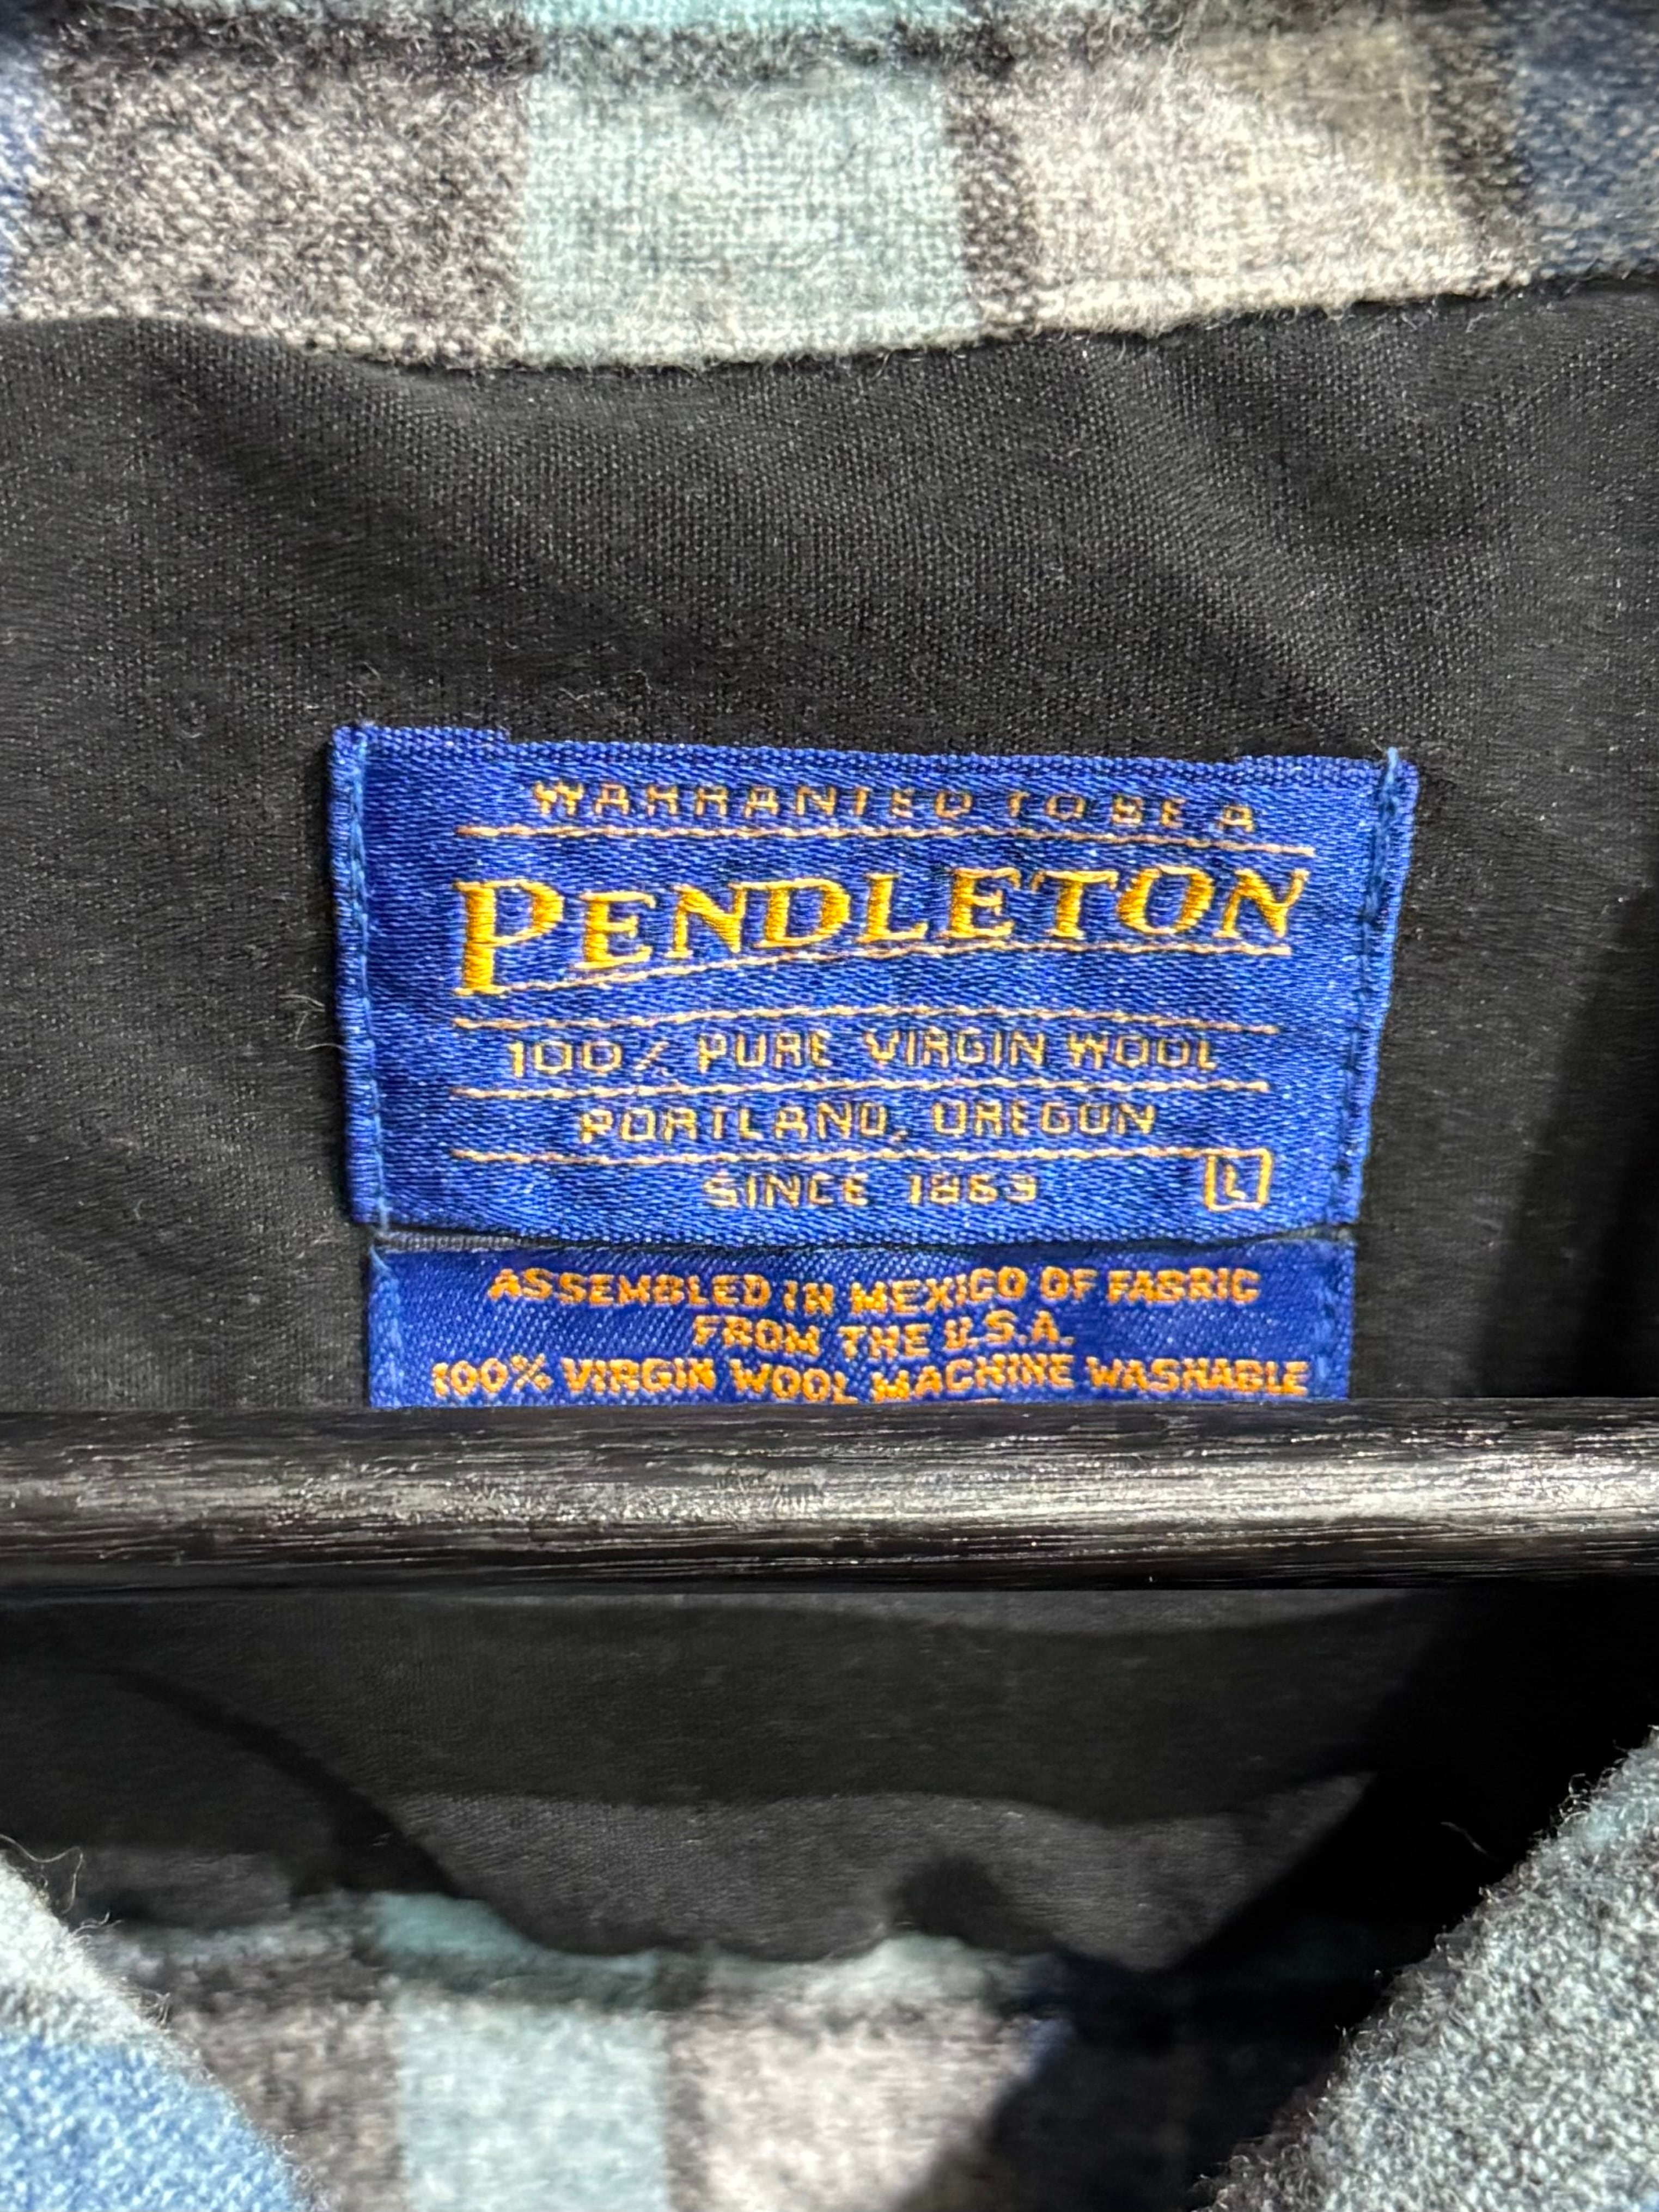 WARRANTED TO BE A
PENDLETON
100% PURE VIRGIN WOOL
PORTLAND, OREGON
SINCE 1863 L
ASSEMBLED IN MEXICO OF FABRIC
FROM THE U.S.A.
100% VIRGIN WOOL MACHINE WASHABLE